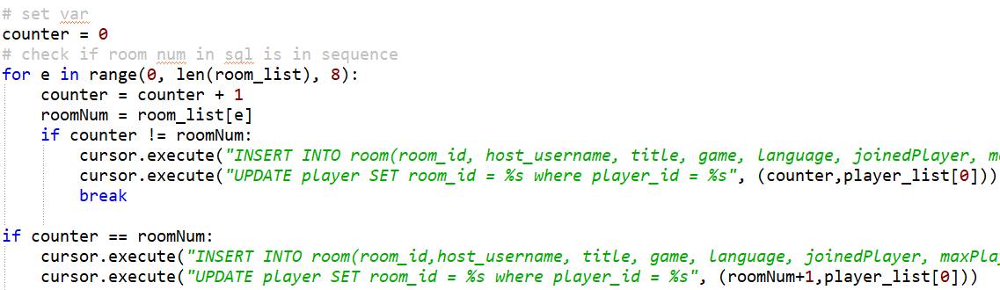 # set var
counter = 0
# check if room num in sql is in sequence
for e in range(0, len(room_list), 8):
counter = counter + 1
roomNum = room_list[e]
if counter != roomNum:
cursor.execute("INSERT INTO room(room_id, host_username, title, game, language, joinedPlayer,
cursor.execute("UPDATE player SET room_id = %s where player_id = %s", (counter,player_list[0]))
break
if counter == roomNum:
cursor.execute("INSERT INTO room(room_id,host_username, title, game, language, joinedPlayer, maxPla
cursor.execute("UPDATE player SET room_id = %s where player_id = %s", (roomNum+1,player_list[0]))